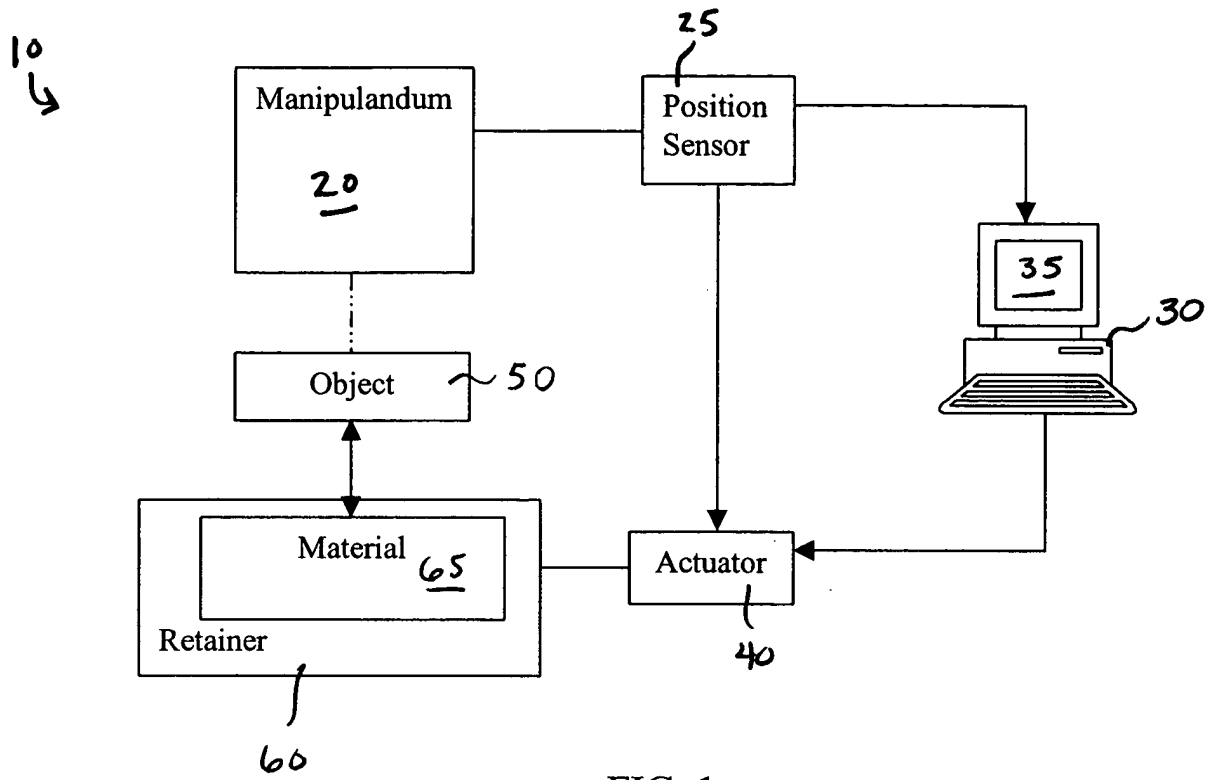 10
25
Manipulandum
Position
Sensor
20
35
30
Object
50
Material
65
Actuator
Retainer
40
60
FIG. 1